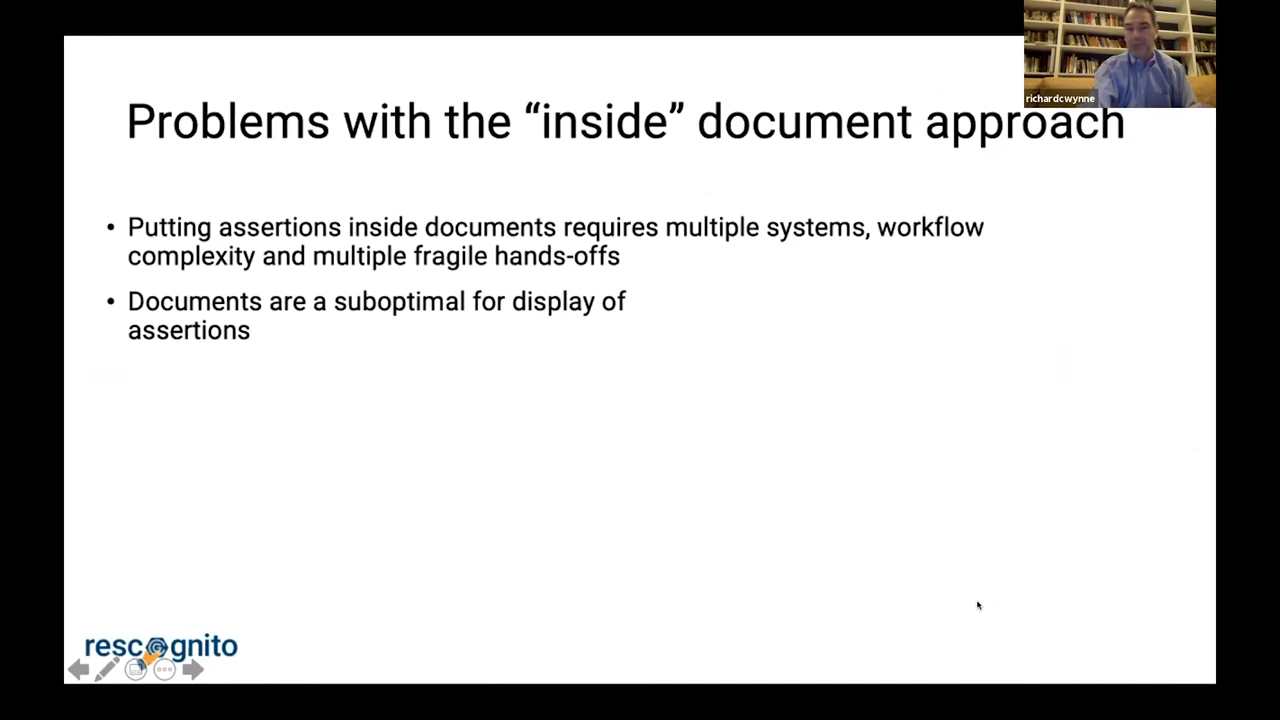 richardcwynne
Problems with the “inside” document approach
• Putting assertions inside documents requires multiple systems, workflow
complexity and multiple fragile hands-offs
• Documents are a suboptimal for display of
assertions
rescognito